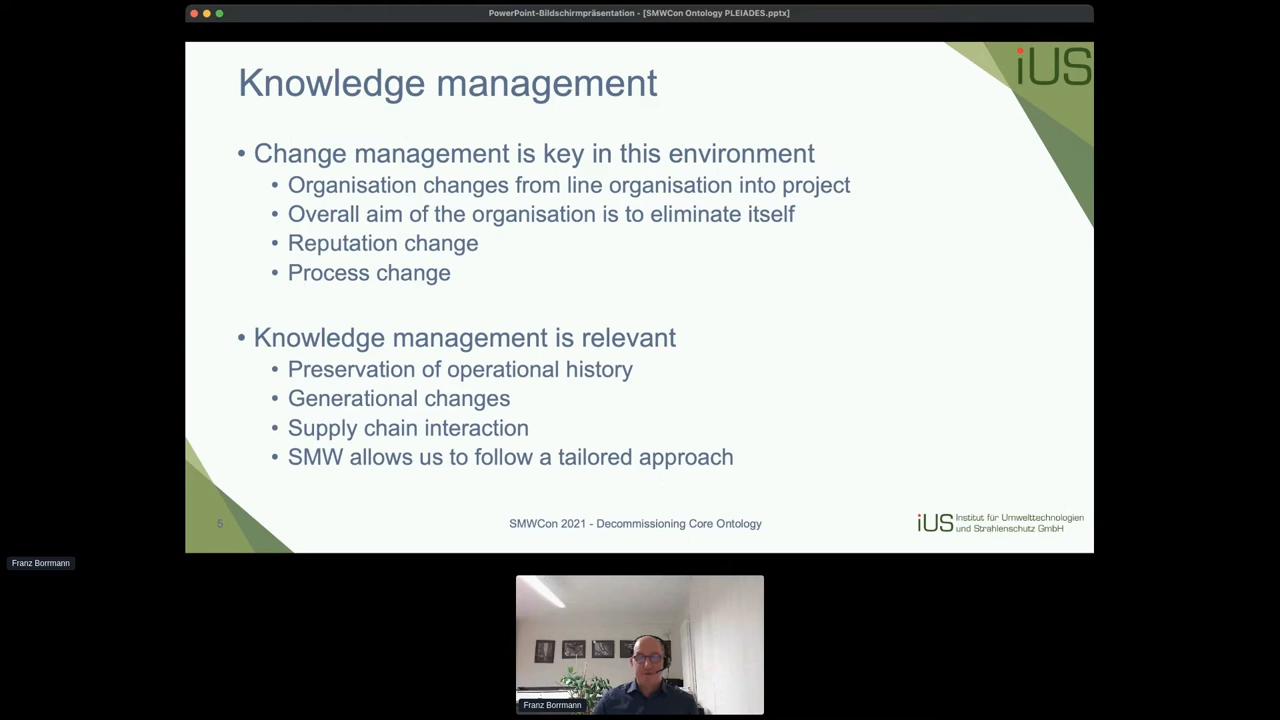 PowerPoint-Bildschirmpräsentation - [SMWCon Ontology PLEIADES.pptx]
iUS
Knowledge management
• Change management is key in this environment
• Organisation changes from line organisation into project
• Overall aim of the organisation is to eliminate itself
• Reputation change
• Process change
• Knowledge management is relevant
• Preservation of operational history
• Generational changes
• Supply chain interaction
• SMW allows us to follow a tailored approach
5
SMWCon 2021 - Decommissioning Core Ontology
iUS Institut für Umwelttechnologien
und Strahlenschutz GmbH
Franz Borrmann
Franz Borrmann